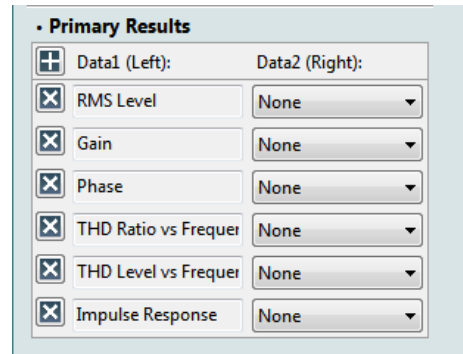 • Primary Results
Data1 (Left): Data2 (Right):
RMS Level None
Gain None
Phase None
THD Ratio vs Frequer None
THD Level vs Frequer None
Impulse Response None